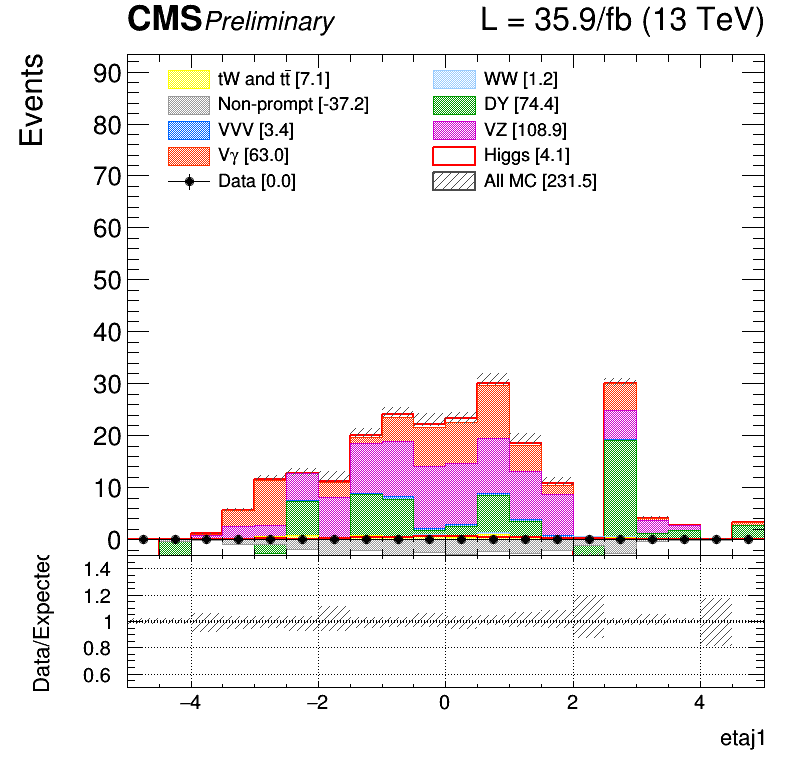 CMS Preliminary L = 35.9/fb (13 TeV)
Events
tW and tt̄ [7.1]
Non-prompt [-37.2]
VVV [3.4]
Vγ [63.0]
Data [0.0]
WW [1.2]
DY [74.4]
VZ [108.9]
Higgs [4.1]
All MC [231.5]
90
80
70
60
50
40
30
20
10
0
Data/Expected
1.4
1.2
1
0.8
0.6
−4 −2 0 2 4
etaj1